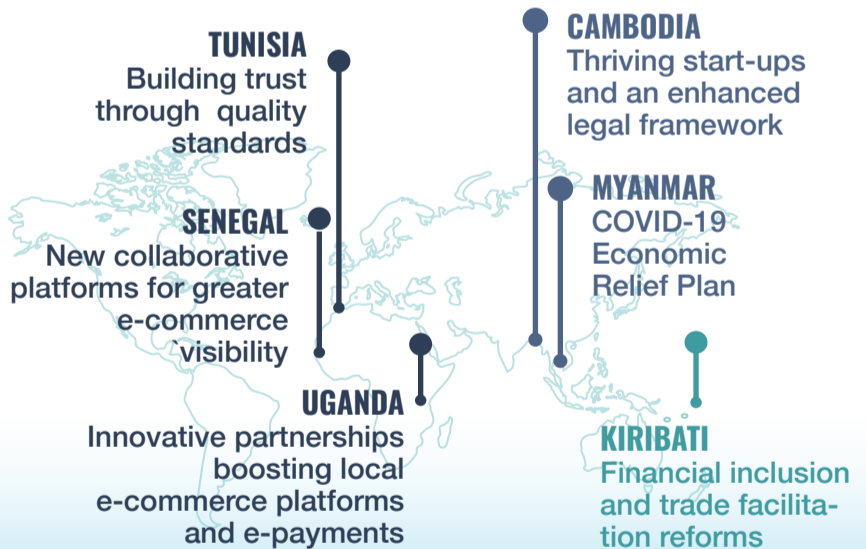 TUNISIA
Building trust
through quality
standards
SENEGAL
New collaborative
platforms for greater
e-commerce
`visibility
UGANDA
Innovative partnerships
boosting local
e-commerce platforms
and e-payments
CAMBODIA
Thriving start-ups
and an enhanced
legal framework
MYANMAR
COVID-19
Economic
Relief Plan
KIRIBATI
Financial inclusion
and trade facilita-
tion reforms